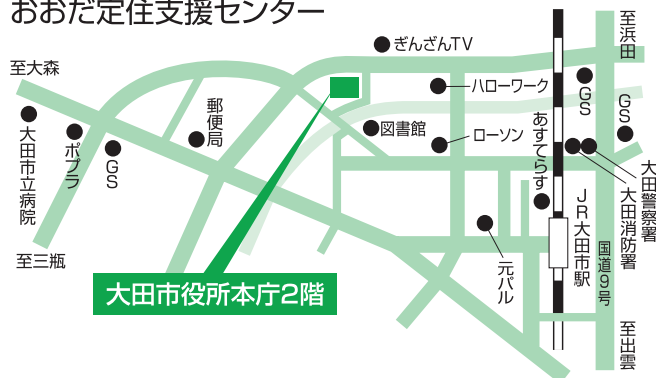 おおだ定住支援センター
至浜田
ぎんざんTV
至大森
ハローワーク
GS
GS
郵便局
あすてらす
図書館
ローソン
大田市立病院
ポプラ
GS
大田警察署
大田消防署
JR大田市駅
国道9号
至三瓶
元パル
大田市役所本庁2階
至出雲